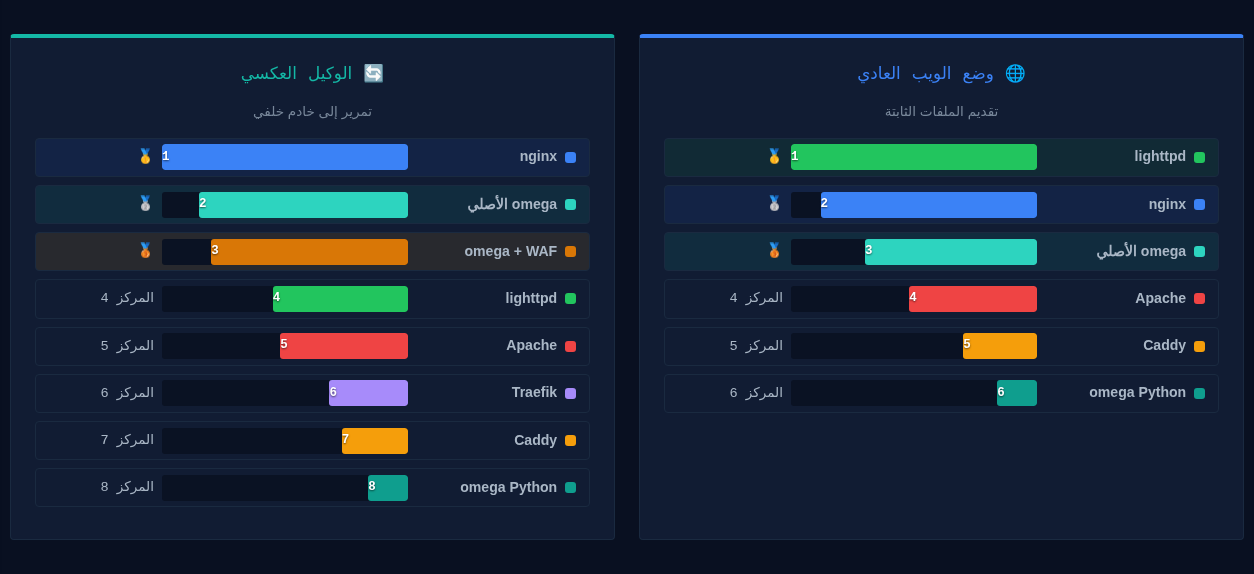 🌐 وضع الويب العادي
تقديم الملفات الثابتة
lighttpd 1 🥇
nginx 2 🥈
omega الأصلي 3 🥉
Apache 4 المركز 4
Caddy 5 المركز 5
omega Python 6 المركز 6
🔄 الوكيل العكسي
تمرير إلى خادم خلفي
nginx 1 🥇
omega الأصلي 2 🥈
omega + WAF 3 🥉
lighttpd 4 المركز 4
Apache 5 المركز 5
Traefik 6 المركز 6
Caddy 7 المركز 7
omega Python 8 المركز 8